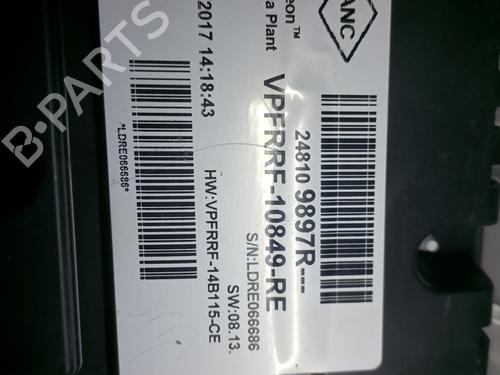 ANC
eon™
a Plant
2017 14:18:43
VPFRRF-10849-RE
24810 9897R---
*LDRE066686*
S/N:LDRE066686
SW:08.13.
HW:VPFRRF-14B115-CE
B-PARTS